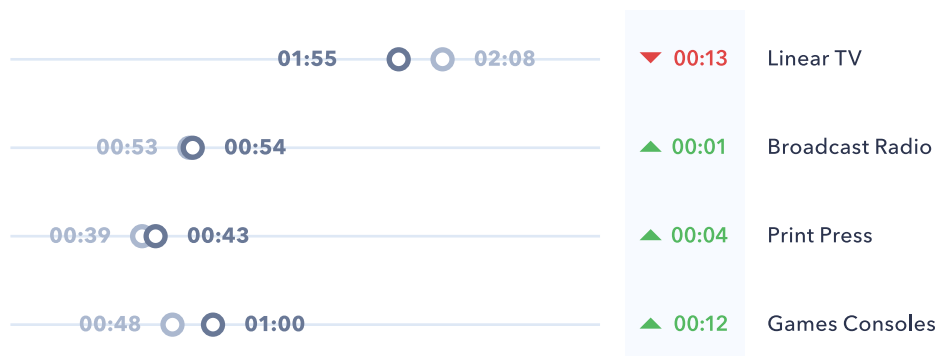 01:55 02:08 00:13 Linear TV
00:53 00:54 00:01 Broadcast Radio
00:39 00:43 00:04 Print Press
00:48 01:00 00:12 Games Consoles